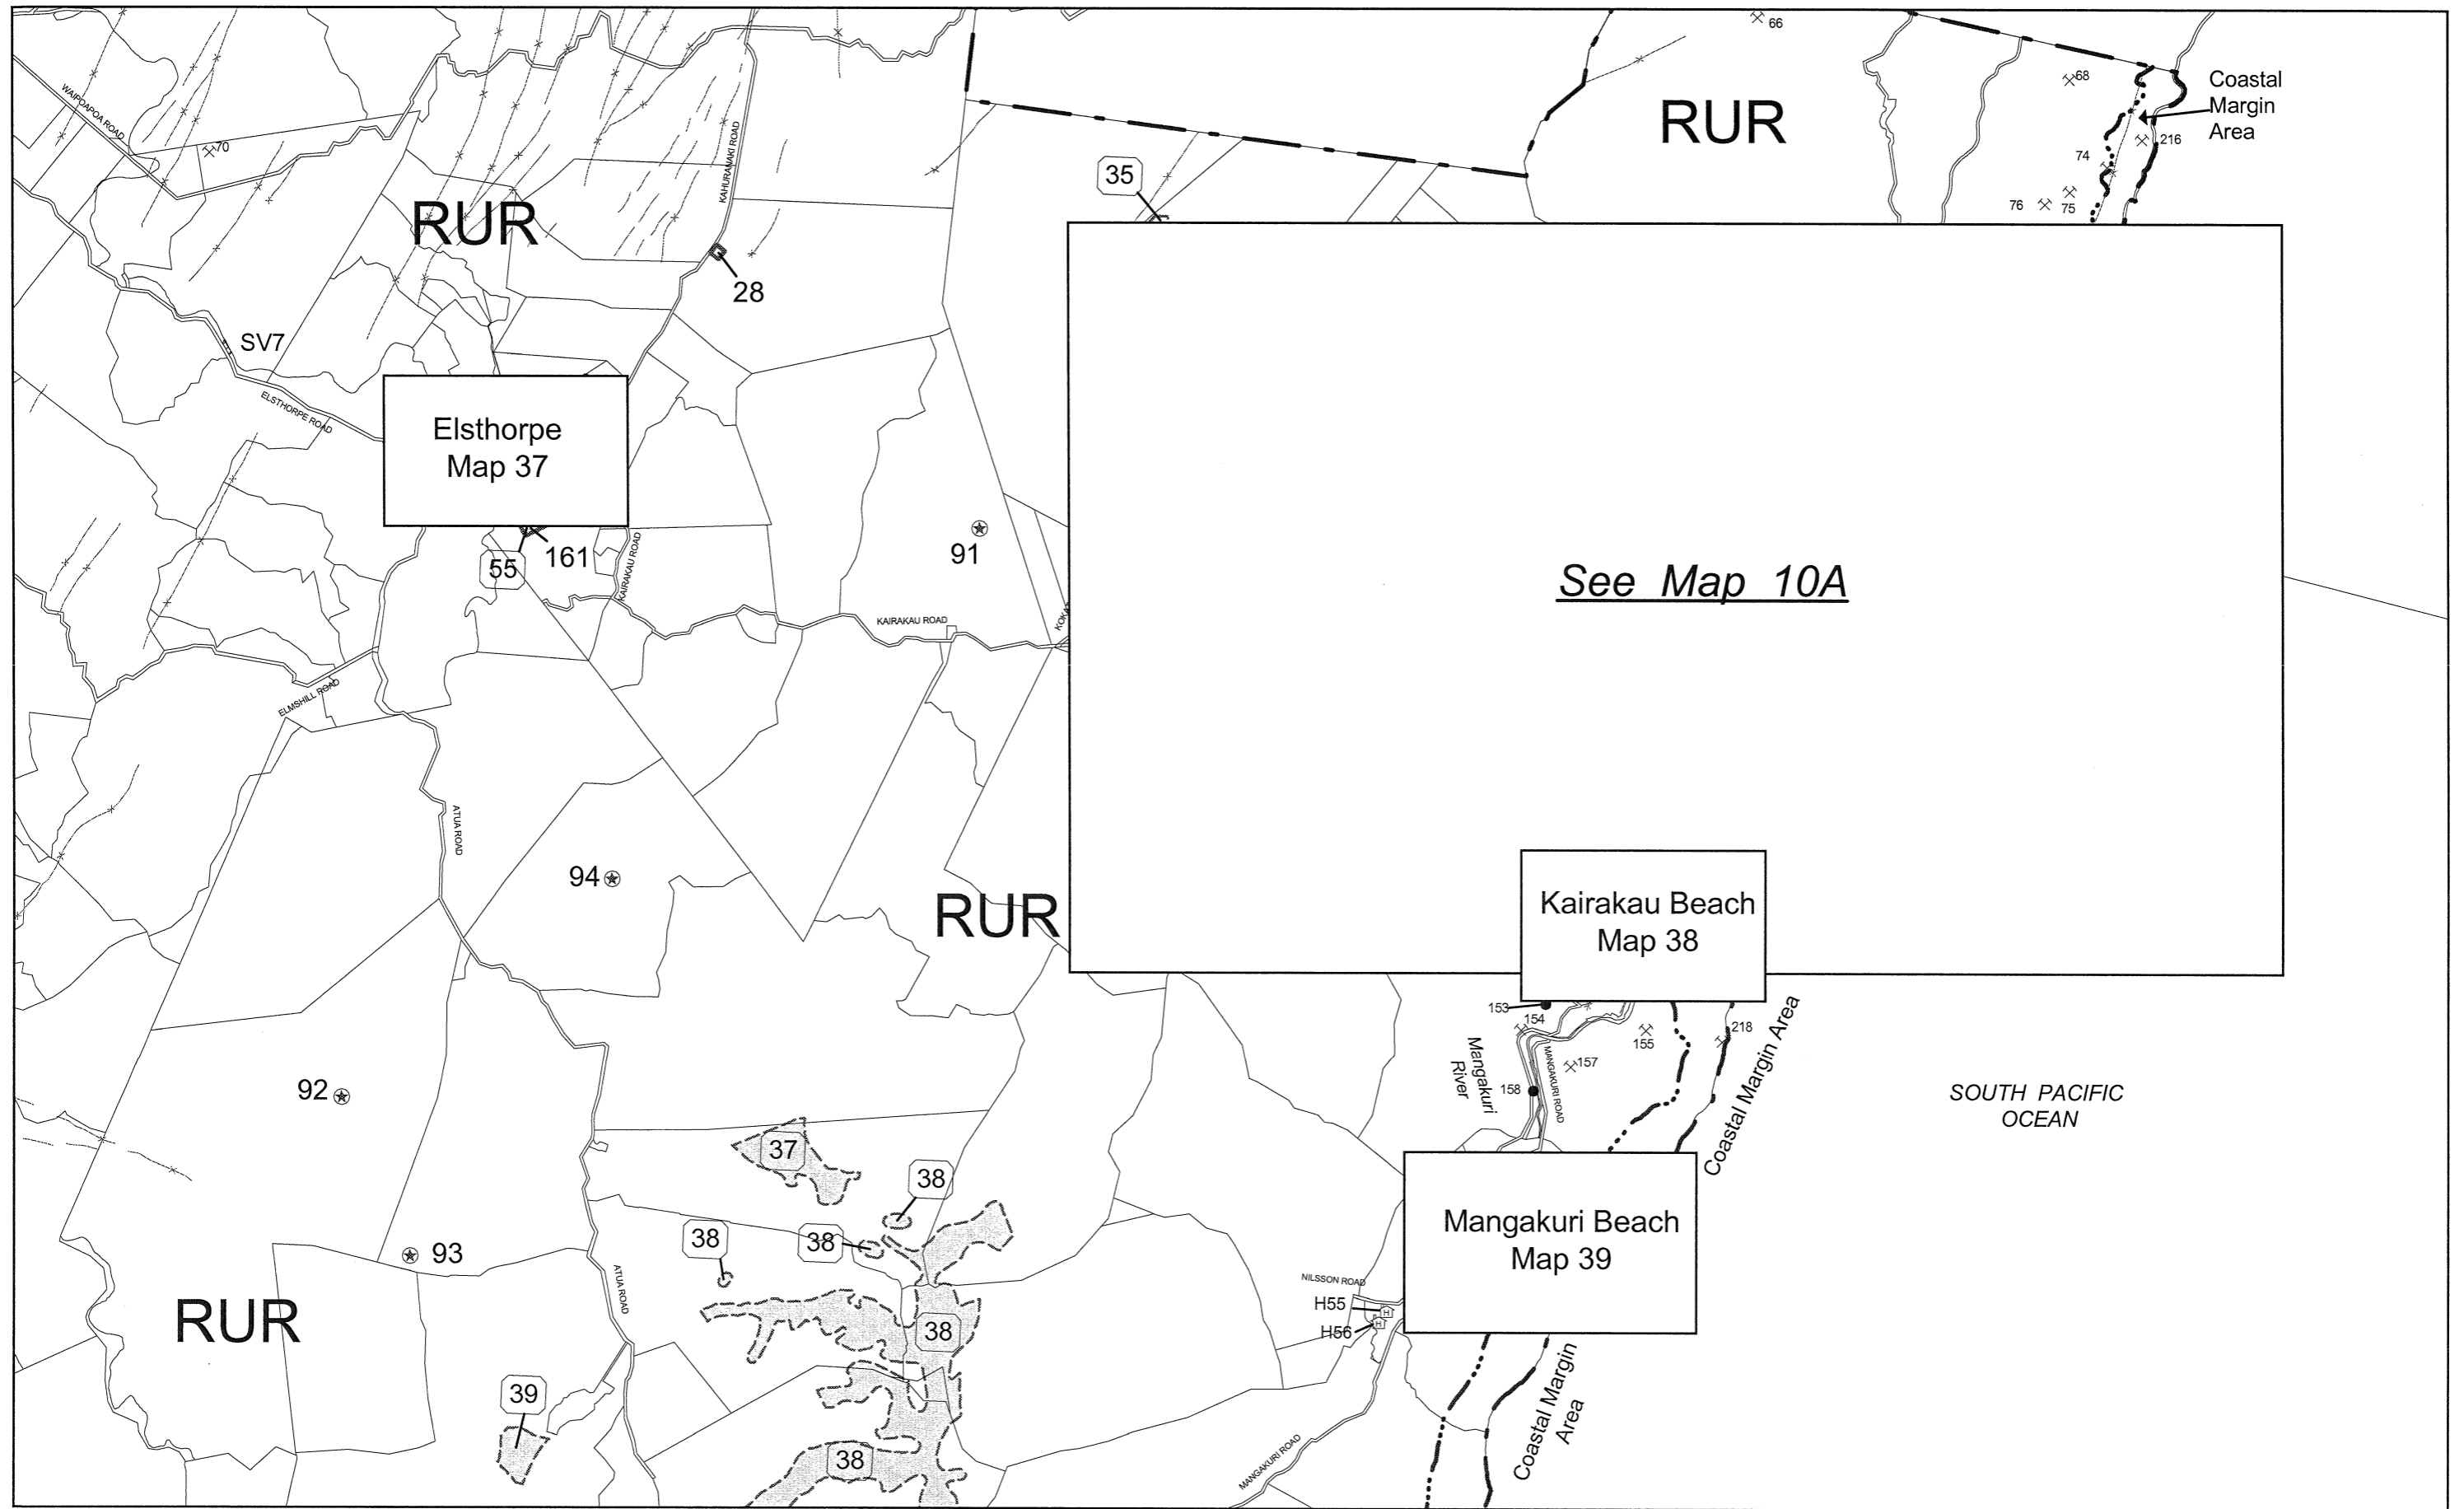 66
68
Coastal
Margin
Area
RUR
216
74
76
75
WAIPOAPOA ROAD
70
KAHURANAKI ROAD
35
RUR
28
SV7
ELSTHORPE ROAD
Elsthorpe
Map 37
55
161
KAIRAKAU ROAD
91
See Map 10A
KAIRAKAU ROAD
ELMSHILL ROAD
ATUA ROAD
94
RUR
Kairakau Beach
Map 38
153
154
155
218
157
158
Mangakuri
River
MANGAKURI ROAD
Coastal Margin Area
SOUTH PACIFIC
OCEAN
92
37
38
38
38
93
Mangakuri Beach
Map 39
ATUA ROAD
NILSSON ROAD
H55
H
H56
H
RUR
38
39
38
MANGAKURI ROAD
Coastal Margin
Area